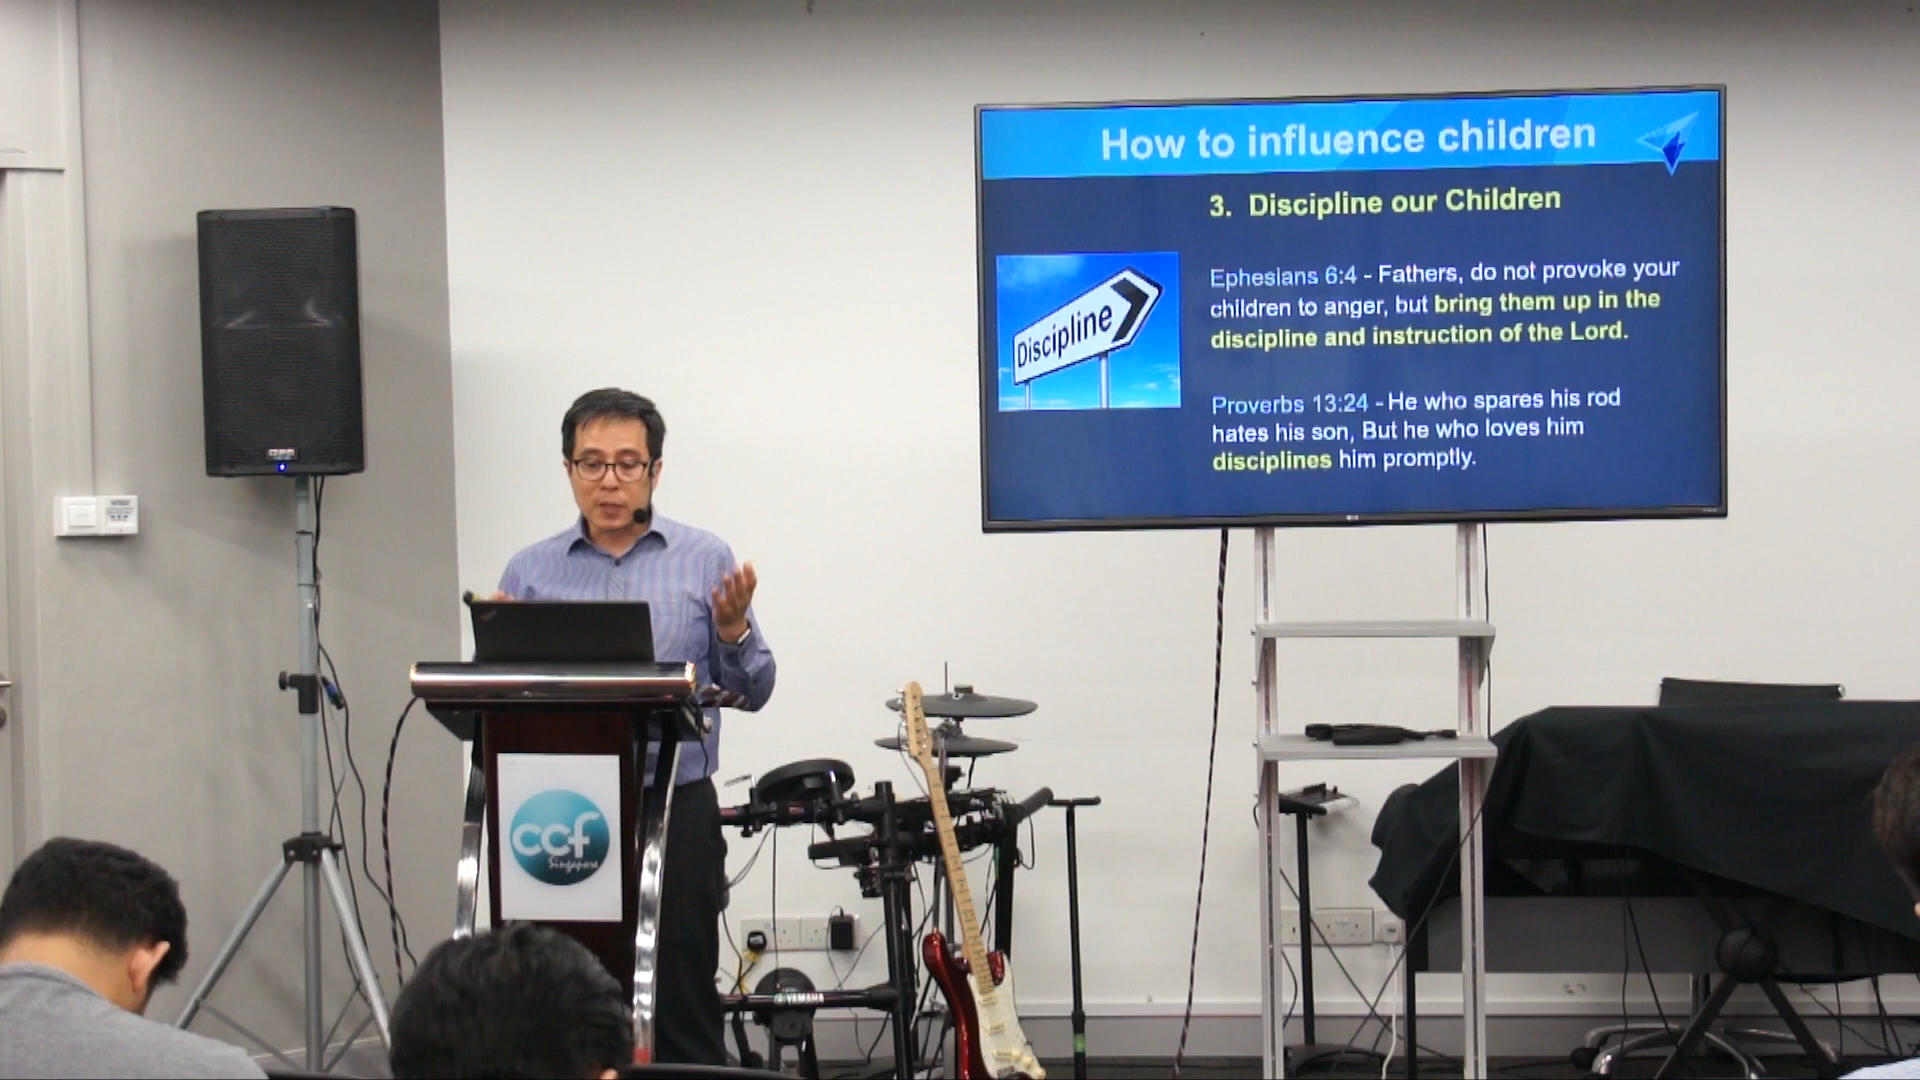 How to influence children
3. Discipline our Children
Discipline
Ephesians 6:4 - Fathers, do not provoke your
children to anger, but bring them up in the
discipline and instruction of the Lord.
Proverbs 13:24 - He who spares his rod
hates his son, But he who loves him
disciplines him promptly.
ccf
Singapore
YAMAHA